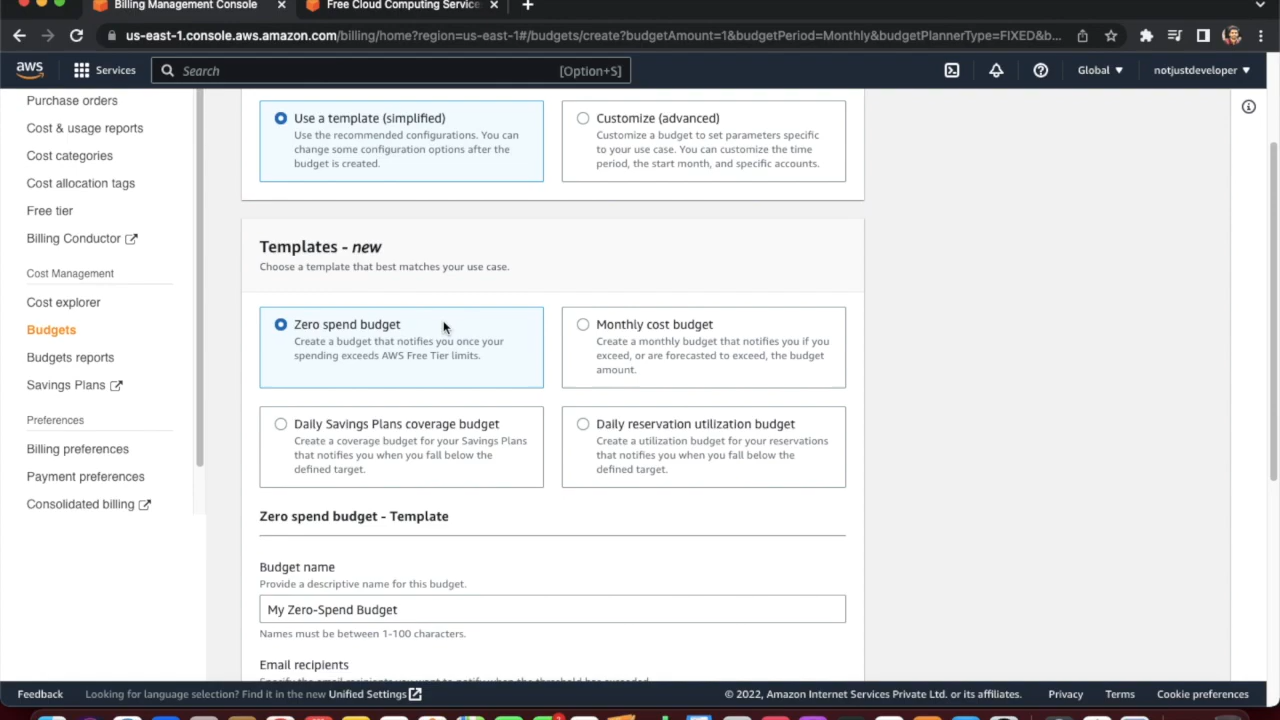 Billing Management Console
Free Cloud Computing Service
us-east-1.console.aws.amazon.com/billing/home?region=us-east-1#/budgets/create?budgetAmount=1&budgetPeriod=Monthly&budgetPlannerType=FIXED&b...
aws
Services
Search
[Option+S]
Global
notjustdeveloper
Purchase orders
Cost & usage reports
Cost categories
Cost allocation tags
Free tier
Billing Conductor
Cost Management
Cost explorer
Budgets
Budgets reports
Savings Plans
Preferences
Billing preferences
Payment preferences
Consolidated billing
Use a template (simplified)
Use the recommended configurations. You can
change some configuration options after the
budget is created.
Customize (advanced)
Customize a budget to set parameters specific
to your use case. You can customize the time
period, the start month, and specific accounts.
Templates - new
Choose a template that best matches your use case.
Zero spend budget
Create a budget that notifies you once your
spending exceeds AWS Free Tier limits.
Monthly cost budget
Create a monthly budget that notifies you if you
exceed, or are forecasted to exceed, the budget
amount.
Daily Savings Plans coverage budget
Create a coverage budget for your Savings Plans
that notifies you when you fall below the
defined target.
Daily reservation utilization budget
Create a utilization budget for your reservations
that notifies you when you fall below the
defined target.
Zero spend budget - Template
Budget name
Provide a descriptive name for this budget.
My Zero-Spend Budget
Names must be between 1-100 characters.
Email recipients
Feedback
Looking for language selection? Find it in the new Unified Settings
© 2022, Amazon Internet Services Private Ltd. or its affiliates.
Privacy
Terms
Cookie preferences